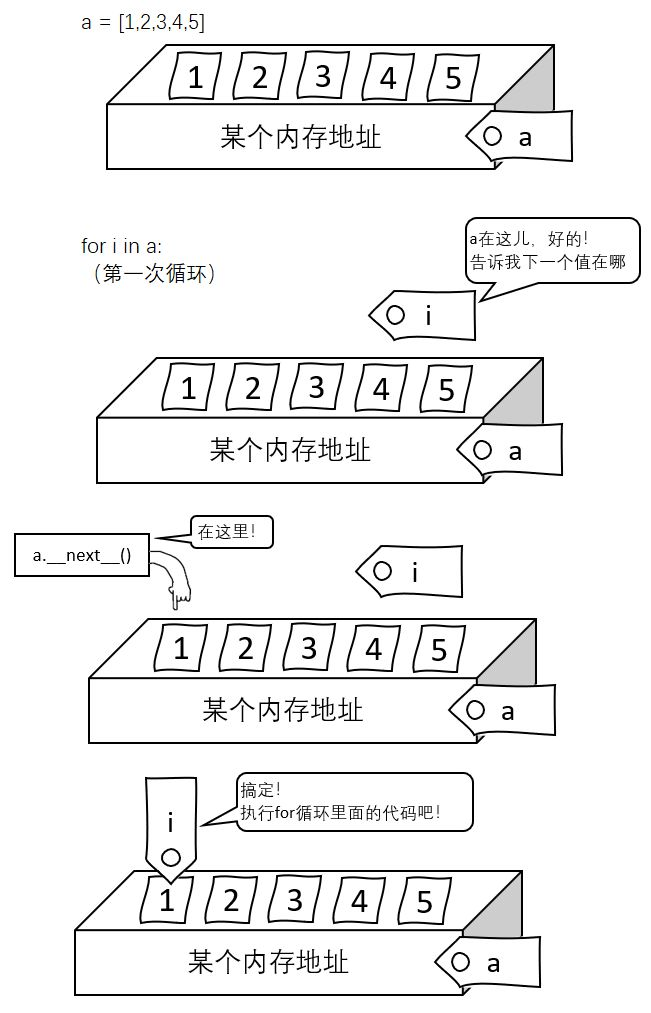 a = [1,2,3,4,5]
1 2 3 4 5
某个内存地址
a
for i in a:
（第一次循环）
a在这儿，好的！
告诉我下一个值在哪
i
1 2 3 4 5
某个内存地址
a
在这里！
a.__next__()
i
1 2 3 4 5
某个内存地址
a
搞定！
执行for循环里面的代码吧！
i
1 2 3 4 5
某个内存地址
a